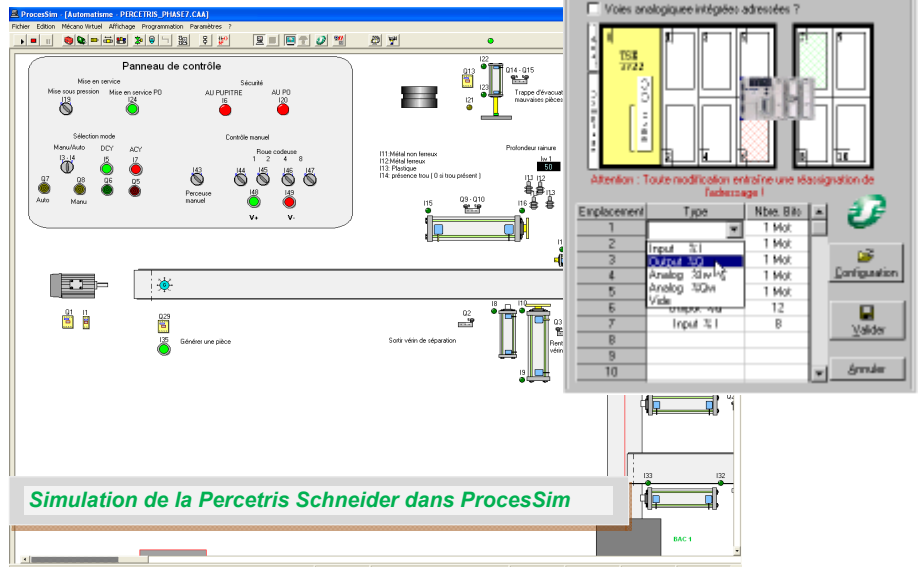 ProcesSim - [Automatisme - PERCETRIS_PHASE7.CAA]
Fichier Edition Mécano Virtuel Affichage Programmation Paramètres ?
Panneau de contrôle
Mise en service
Sécurité
Mise sous pression Mise en service PO
AU PUPITRE AU PO
I19 I24 I6 I20
Sélection mode
Contrôle manuel
Manu/Auto DCY ACY
Roue codeuse
1 2 4 8
I3 - I4 I5 I7
I43 I44 I45 I46 I47
Q7 Q8 Q6 Q5
Auto Manu
Perceuse
manuel
I48 I49
V+ V-
I22
Q13 Q14 - Q15
I23
I21
Trappe d'évacuat
mauvaises pièces
I11:Métal non ferreux
I12:Métal ferreux
I13: Plastique
I14: présence trou ( 0 si trou présent )
Profondeur rainure
Iw.1
50
I11 I12
I13
I15 Q9 - Q10 I16
Q1 I1
Q29
I35 Générer une pièce
I8 I10
Q2 Q3
Sortir vérin de séparation
Rent
vérin
I9
I33 I32
BAC 1
Simulation de la Percetris Schneider dans ProcesSim
Voies analogiques intégrées adressées ?
TSX
3722
Attention : Toute modification entraîne une réassignation de
l'adressage !
Emplacement Type Nbre. Bits
1 1 Mot
2 Input %I 1 Mot
3 Output %Q 1 Mot
4 Analog %Iw 1 Mot
5 Analog %Qw 1 Mot
Vide
6 Output %Q 12
7 Input %I 8
8
9
10
Configuration
Valider
Annuler